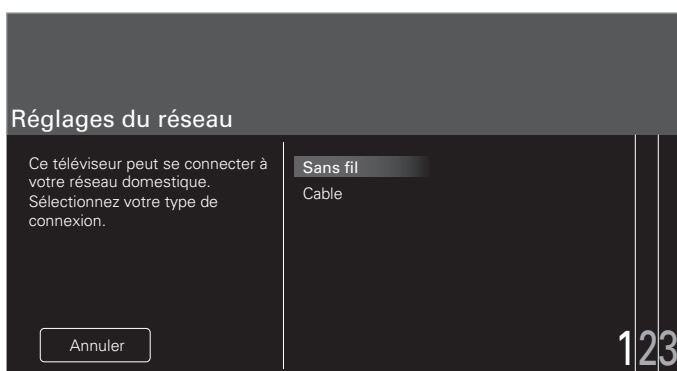 Réglages du réseau
Ce téléviseur peut se connecter à
votre réseau domestique.
Sélectionnez votre type de
connexion.
Sans fil
Cable
Annuler
123